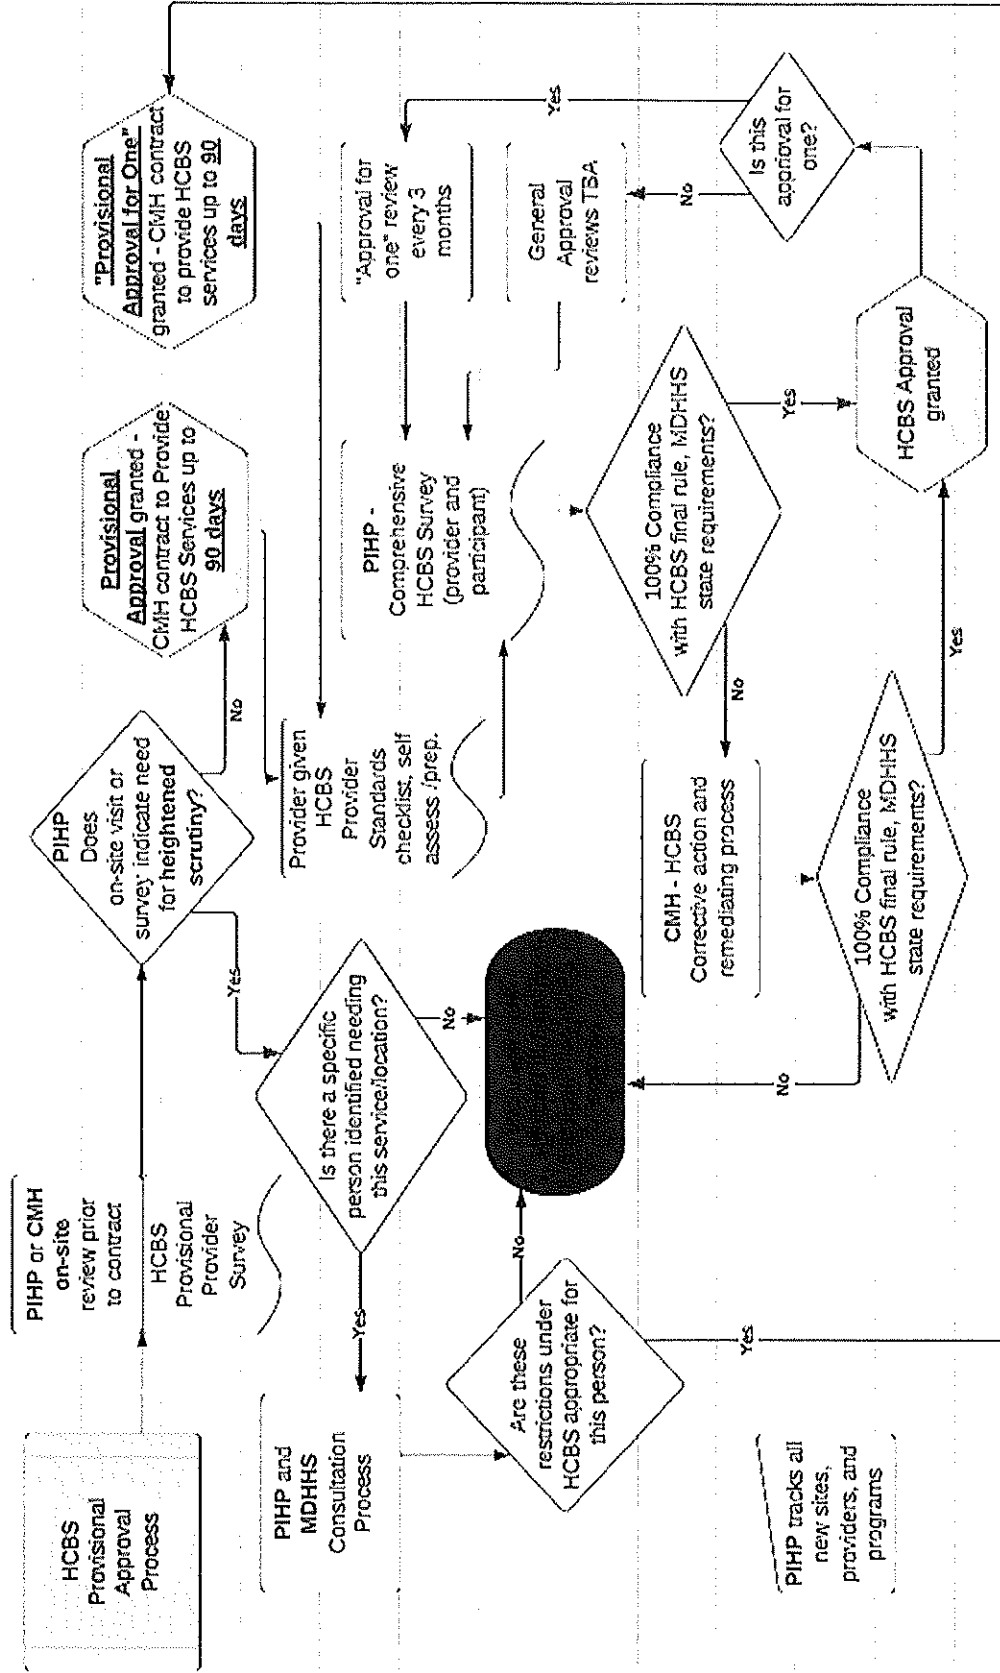 HCBS
Provisional
Approval
Process
PIHP or CMH
on-site
review prior
to contract
HCBS
Provisional
Provider
Survey
PIHP
Does
on-site visit or
survey indicate need
for heightened
scrutiny?
No
Yes
Provisional
Approval granted -
CMH contract to Provide
HCBS Services up to
90 days
"Provisional
Approval for One"
granted - CMH contract
to provide HCBS
services up to 90
days
PIHP and
MDHHS
Consultation
Process
Yes
Is there a specific
person identified needing
this service/location?
No
Provider given
HCBS
Provider
Standards
checklist, self
assess /prep.
PIHP -
Comprehensive
HCBS Survey
(provider and
participant)
"Approval for
one" review
every 3
months
General
Approval
reviews TBA
Yes
No
Is this
approval for
one?
Are these
restrictions under
HCBS appropriate for
this person?
No
Yes
100% Compliance
with HCBS final rule, MDHHS
state requirements?
No
Yes
CMH - HCBS
Corrective action and
remediating process
HCBS Approval
granted
100% Compliance
with HCBS final rule, MDHHS
state requirements?
No
Yes
PIHP tracks all
new sites,
providers, and
programs